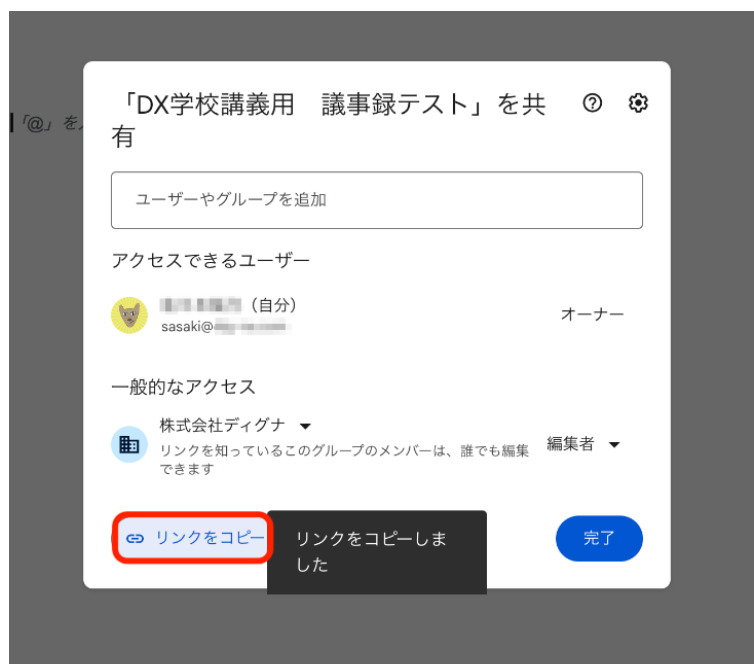 「@」を
「DX学校講義用　議事録テスト」を共
有
ユーザーやグループを追加
アクセスできるユーザー
（自分）
sasaki@
オーナー
一般的なアクセス
株式会社ディグナ
リンクを知っているこのグループのメンバーは、誰でも編集
できます
編集者
リンクをコピー
リンクをコピーしま
した
完了